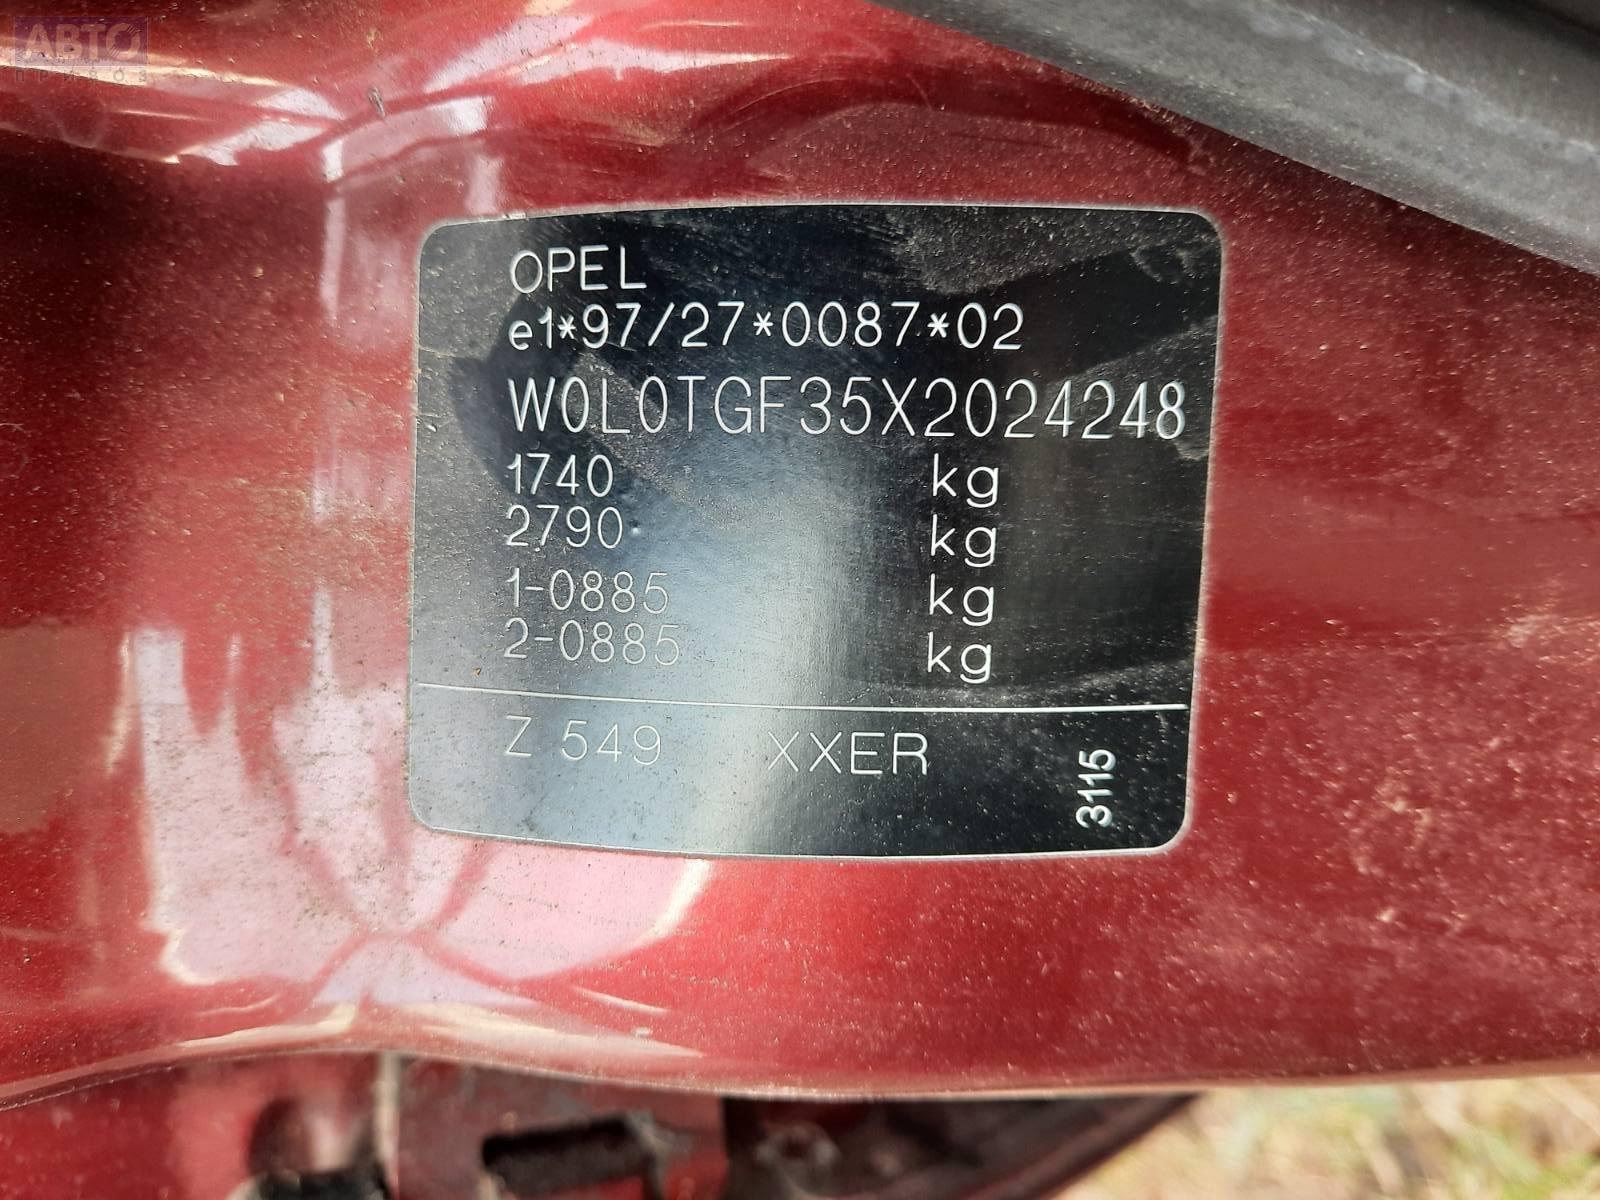 АВТО
ПРИВОЗ
OPEL
e1*97/27*0087*02
W0L0TGF35X2024248
1740 kg
2790 kg
1-0885 kg
2-0885 kg
Z 549 XXER
3115